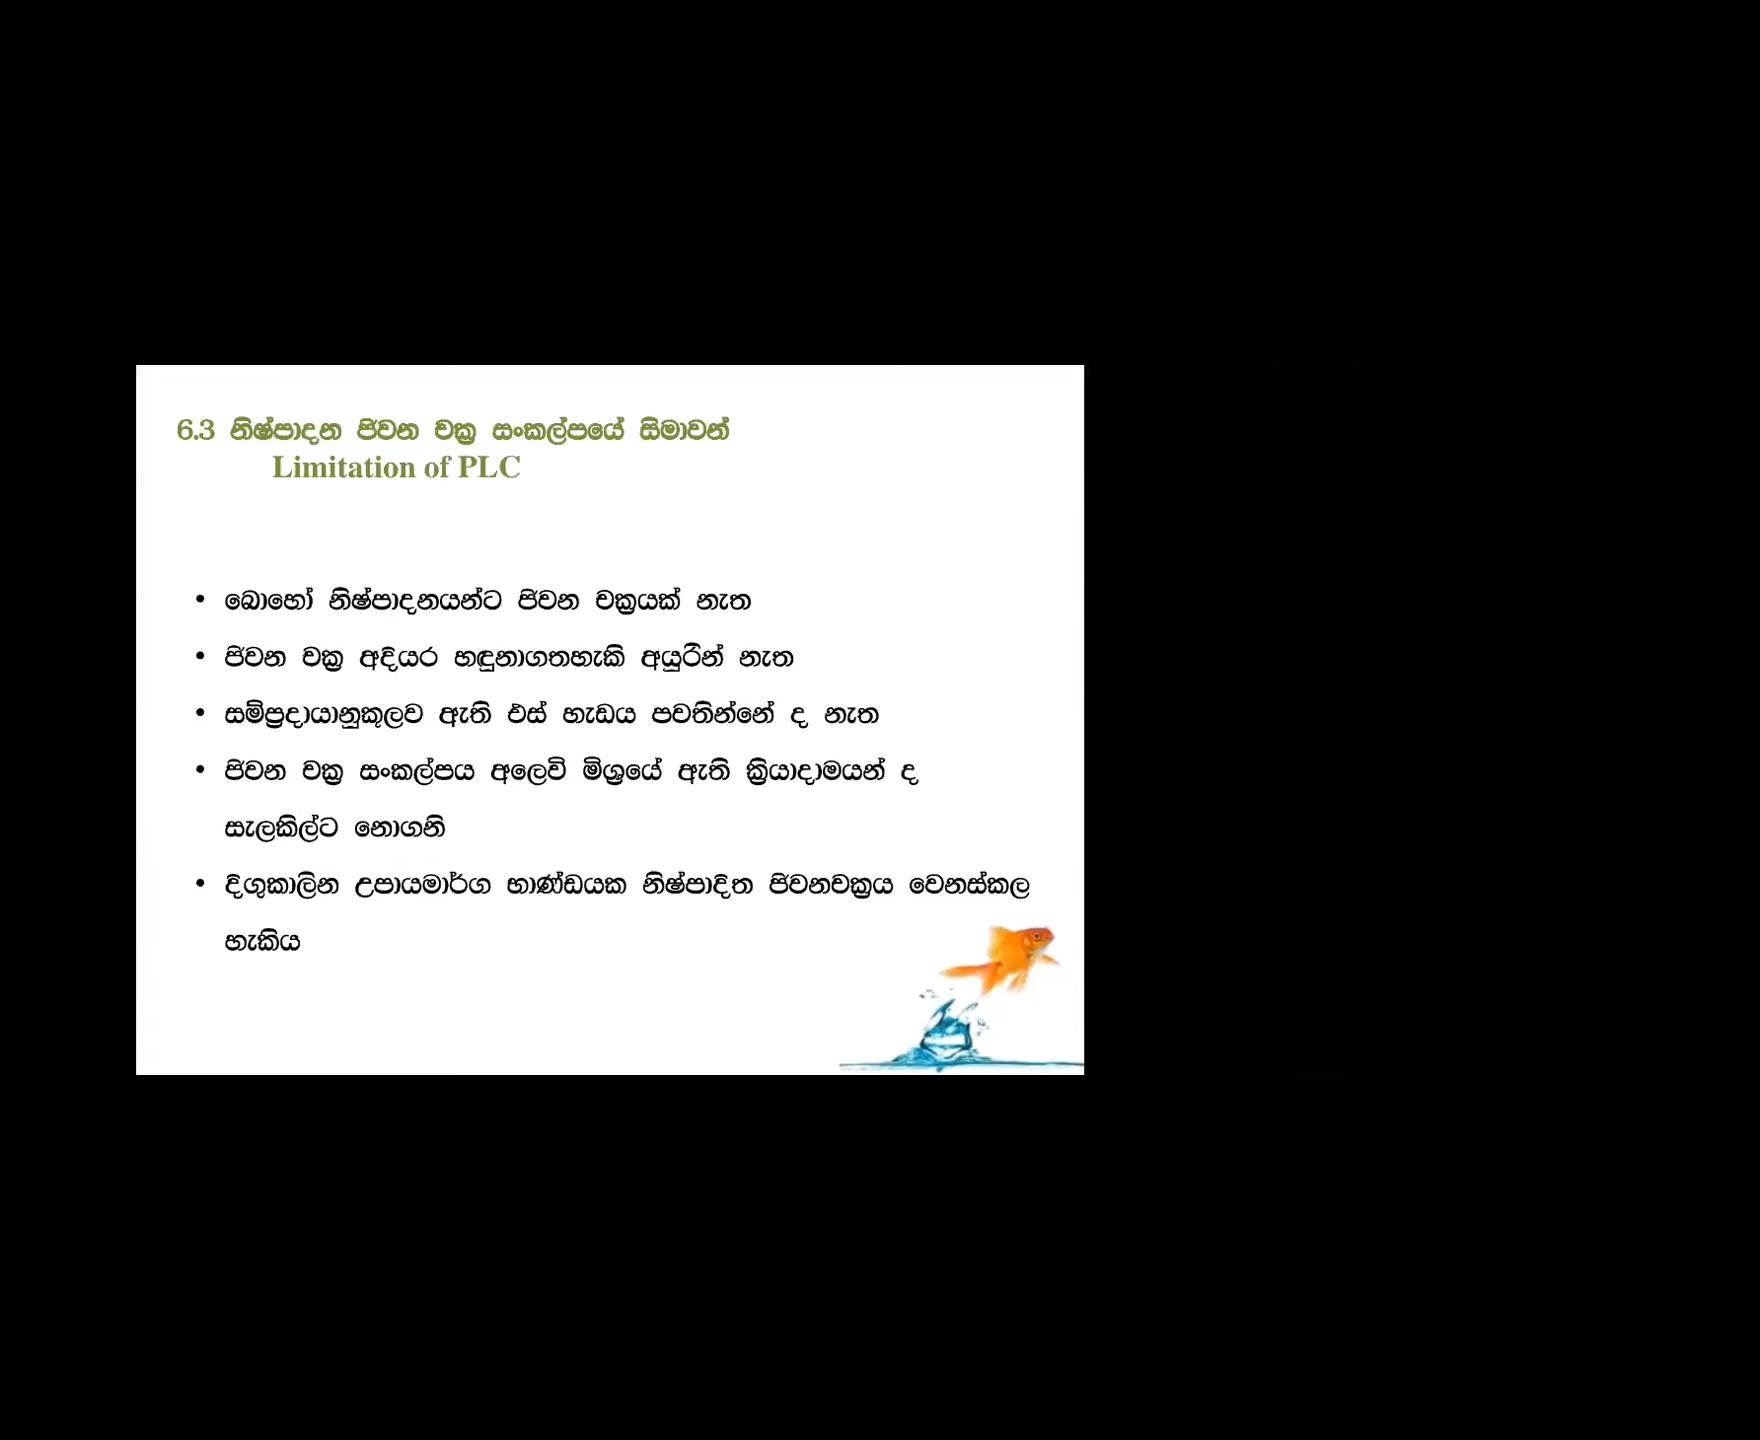 6.3 නිෂ්පාදන ජීවන චක්‍ර සංකල්පයේ සීමාවන්
Limitation of PLC
• බොහෝ නිෂ්පාදනයන්ට ජීවන චක්‍රයක් නැත
• ජීවන චක්‍ර අදියර හඳුනාගතහැකි අයුරින් නැත
• සම්ප්‍රදායානුකූලව ඇති එස් හැඩය පවතින්නේ ද නැත
• ජීවන චක්‍ර සංකල්පය අලෙවි මිශ්‍රයේ ඇති ක්‍රියාදාමයන් ද
සැලකිල්ට නොගනි
• දිගුකාලීන උපායමාර්ග භාණ්ඩයක නිෂ්පාදිත ජීවනචක්‍රය වෙනස්කල
හැකිය